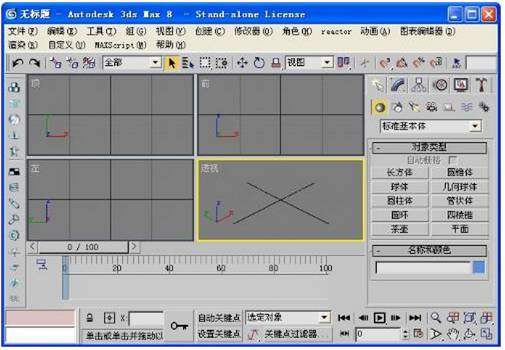 无标题 - Autodesk 3ds Max 8 - Stand-alone License
文件(F) 编辑(E) 工具(T) 组(G) 视图(V) 创建(C) 修改器(O) 角色(H) reactor 动画(A) 图表编辑器(D)
渲染(R) 自定义(U) MAXScript(M) 帮助(H)
全部 视图
顶 前
左 透视
标准基本体
- 对象类型
自动栅格
长方体 圆锥体
球体 几何球体
圆柱体 管状体
圆环 四棱锥
茶壶 平面
- 名称和颜色
< 0 / 100 >
0 20 40 60 80 100
X:
自动关键点 选定对象
单击或单击并拖动以
设置关键点 关键点过滤器...
0